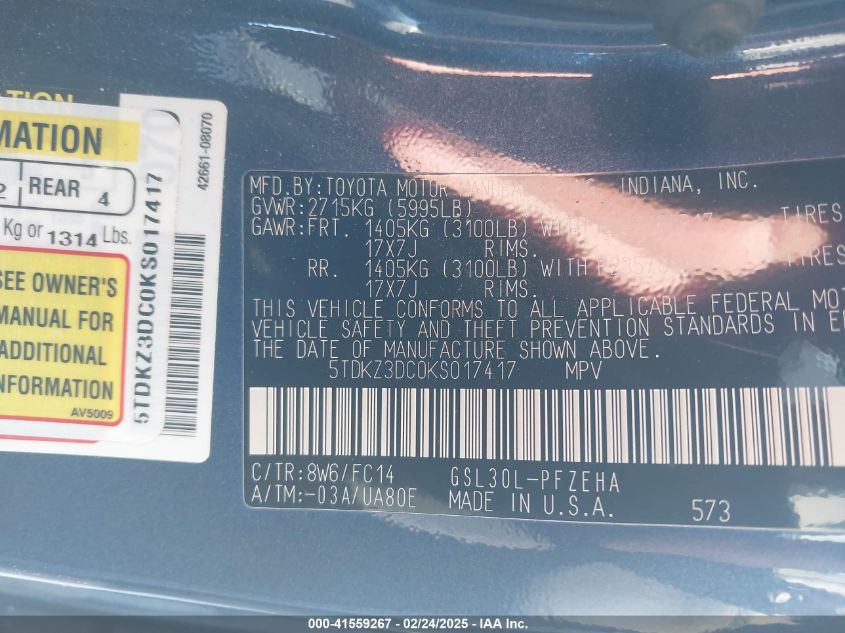 TION
MATION
2 REAR 4
Kg or 1314 Lbs.
SEE OWNER'S
MANUAL FOR
ADDITIONAL
INFORMATION
AV5009
5TDKZ3DC0KS017417
42661-08070
070
MFD.BY:TOYOTA MOTOR INDIANA, INC.
GVWR:2715KG (5995LB)
GAWR:FRT. 1405KG (3100LB) WITH TIRES
17X7J RIMS.
RR. 1405KG (3100LB) WITH TIRES
17X7J RIMS.
THIS VEHICLE CONFORMS TO ALL APPLICABLE FEDERAL MOT
VEHICLE SAFETY AND THEFT PREVENTION STANDARDS IN E
THE DATE OF MANUFACTURE SHOWN ABOVE.
5TDKZ3DC0KS017417 MPV
C/TR:8W6/FC14 GSL30L-PFZEHA
A/TM:-03A/UA80E MADE IN U.S.A. 573
000-41559267 - 02/24/2025 - IAA Inc.